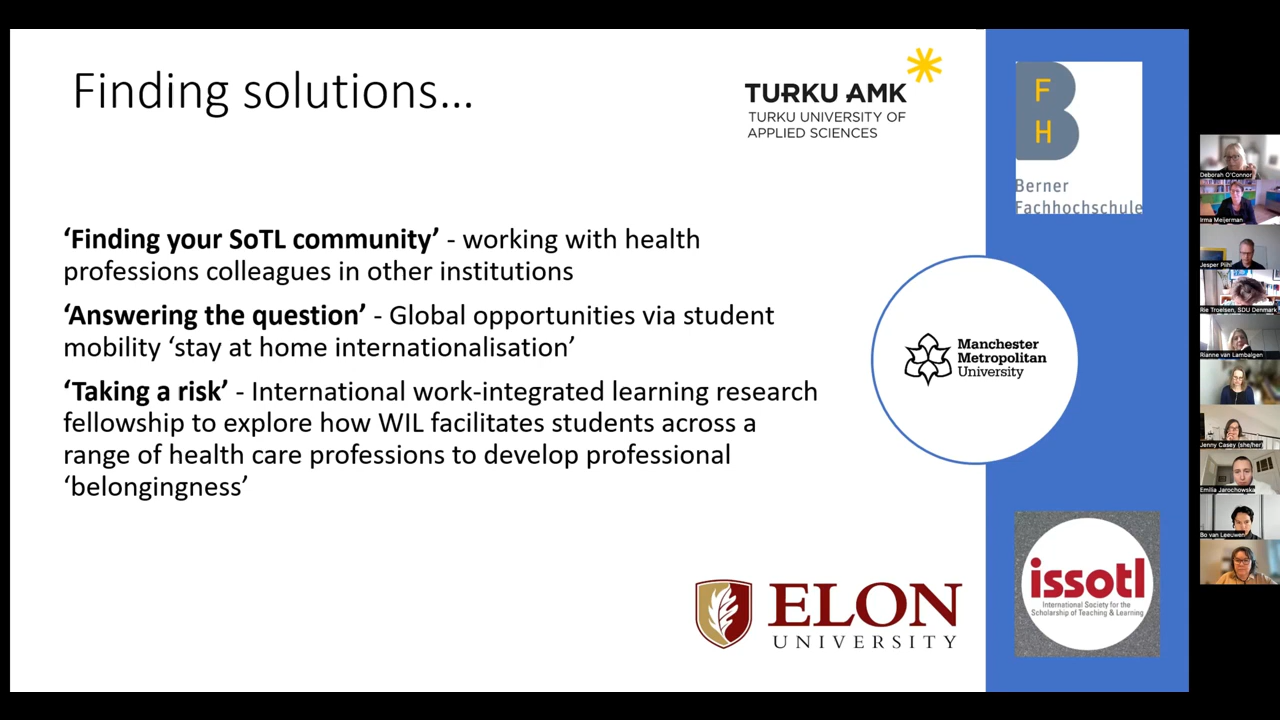 Finding solutions...
TURKU AMK
TURKU UNIVERSITY OF
APPLIED SCIENCES
F
H
Berner
Fachhochschule
‘Finding your SoTL community’ - working with health
professions colleagues in other institutions
‘Answering the question’ - Global opportunities via student
mobility ‘stay at home internationalisation’
‘Taking a risk’ - International work-integrated learning research
fellowship to explore how WIL facilitates students across a
range of health care professions to develop professional
‘belongingness’
Manchester
Metropolitan
University
ELON
UNIVERSITY
issotl
International Society for the
Scholarship of Teaching & Learning
Deborah O'Connor
Irma Meijerman
Jesper Piihl
Rie Troelsen, SDU Denmark
Rianne van Lambalgen
Jenny Casey (she/her)
Emilia Jarochowska
Bo van Leeuwen